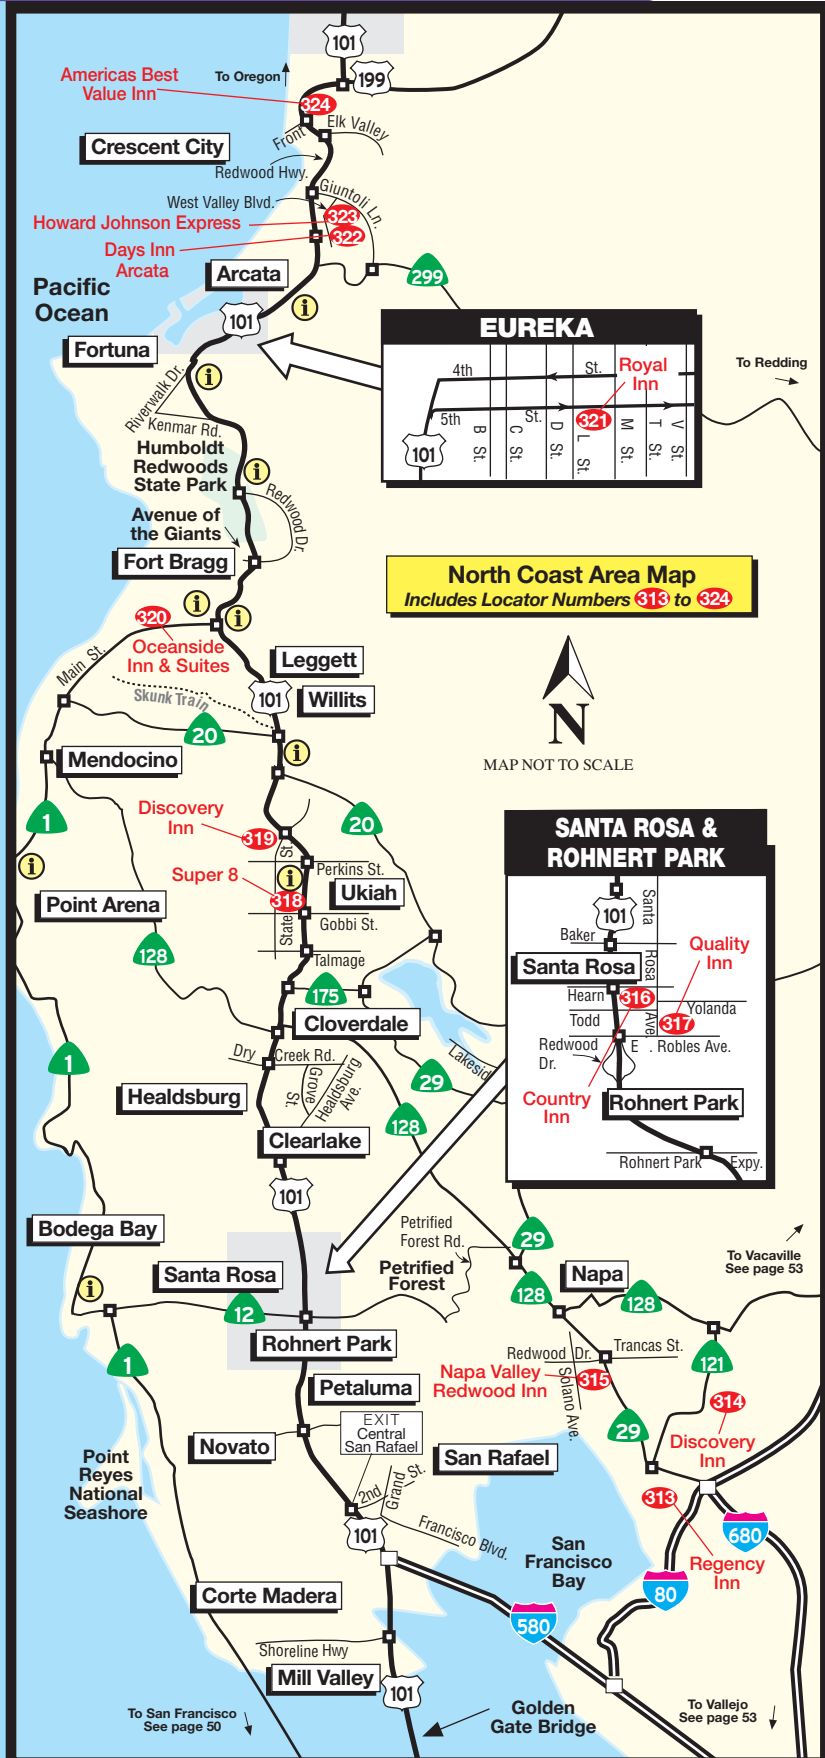 101
199
To Oregon
Americas Best
Value Inn
324
Front
Elk Valley
Crescent City
Redwood Hwy.
Giuntoli Ln.
West Valley Blvd.
323
Howard Johnson Express
322
Days Inn
Arcata
299
Arcata
Pacific
Ocean
101
Fortuna
Riverwalk Dr.
Kenmar Rd.
EUREKA
4th St.
Royal
Inn
5th St.
321
101
B St.
C St.
D St.
L St.
M St.
T St.
V St.
To Redding
Humboldt
Redwoods
State Park
Redwood Dr.
Avenue of
the Giants
Fort Bragg
North Coast Area Map
Includes Locator Numbers 313 to 324
320
Oceanside
Inn & Suites
Main St.
Leggett
101
Willits
Skunk Train
20
N
MAP NOT TO SCALE
Mendocino
1
Discovery
Inn
319
20
St.
Perkins St.
Super 8
318
Ukiah
State
Gobbi St.
Talmage
Point Arena
128
175
Cloverdale
SANTA ROSA &
ROHNERT PARK
101
Santa
Rosa
Ave.
Baker
Santa Rosa
Quality
Inn
Hearn
316
Yolanda
Todd
317
Redwood
Dr.
E . Robles Ave.
Country
Inn
Rohnert Park
Rohnert Park Expy.
1
Dry Creek Rd.
Grove
St.
Healdsburg
Ave.
Lakeside
29
Healdsburg
128
Clearlake
101
Bodega Bay
Petrified
Forest Rd.
29
Santa Rosa
Petrified
Forest
Napa
128
128
To Vacaville
See page 53
12
Rohnert Park
1
Redwood Dr.
Trancas St.
121
Napa Valley
Redwood Inn
315
Solano Ave.
Petaluma
314
Discovery
Inn
29
EXIT
Central
San Rafael
Novato
San Rafael
Point
Reyes
National
Seashore
2nd
Grand
St.
101
Francisco Blvd.
313
680
San
Francisco
Bay
Regency
Inn
80
Corte Madera
580
Shoreline Hwy
Mill Valley
101
To San Francisco
See page 50
Golden
Gate Bridge
To Vallejo
See page 53